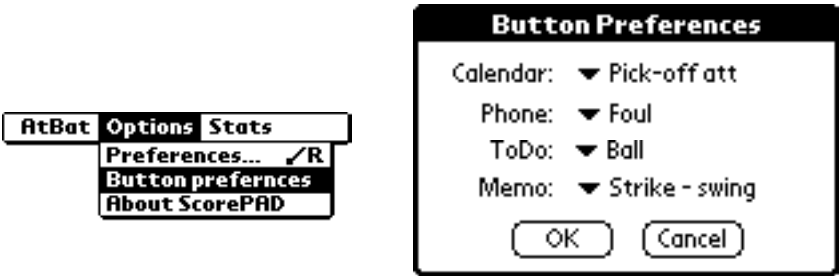 AtBat Options Stats
Preferences... ⁄R
Button prefernces
About ScorePAD
Button Preferences
Calendar: Pick-off att
Phone: Foul
ToDo: Ball
Memo: Strike - swing
OK Cancel